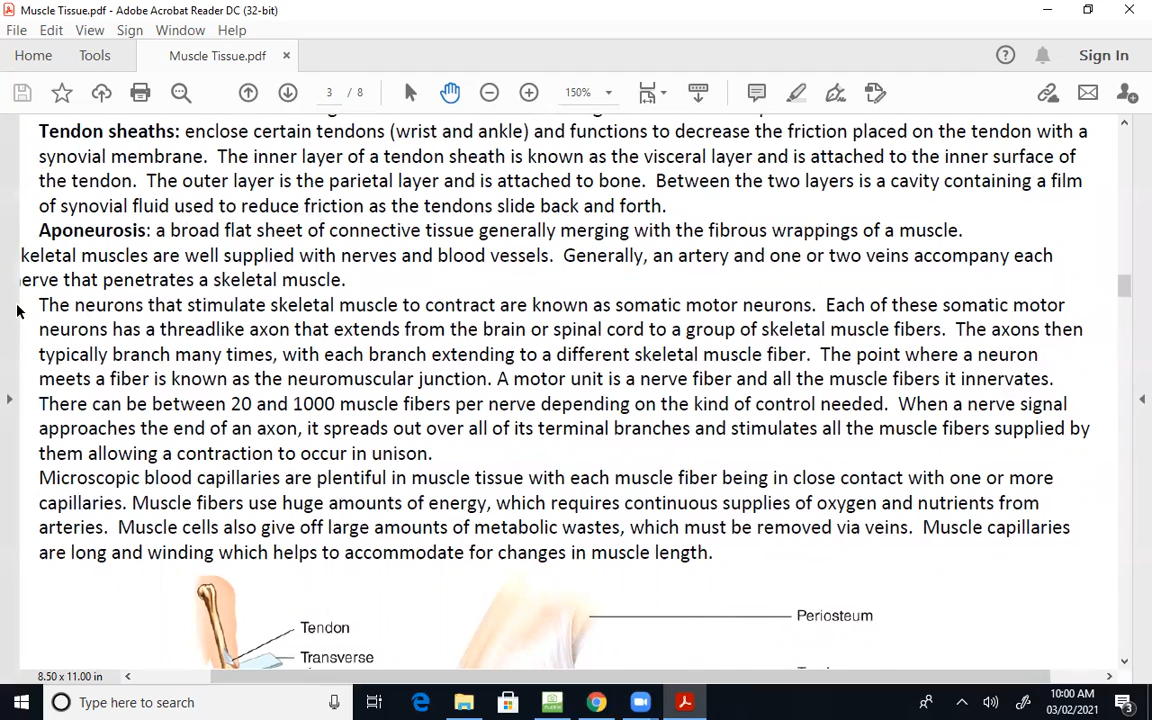 Muscle Tissue.pdf - Adobe Acrobat Reader DC (32-bit)
File Edit View Sign Window Help
Home Tools Muscle Tissue.pdf × Sign In
3 / 8 150%
Tendon sheaths: enclose certain tendons (wrist and ankle) and functions to decrease the friction placed on the tendon with a
synovial membrane. The inner layer of a tendon sheath is known as the visceral layer and is attached to the inner surface of
the tendon. The outer layer is the parietal layer and is attached to bone. Between the two layers is a cavity containing a film
of synovial fluid used to reduce friction as the tendons slide back and forth.
Aponeurosis: a broad flat sheet of connective tissue generally merging with the fibrous wrappings of a muscle.
keletal muscles are well supplied with nerves and blood vessels. Generally, an artery and one or two veins accompany each
erve that penetrates a skeletal muscle.
The neurons that stimulate skeletal muscle to contract are known as somatic motor neurons. Each of these somatic motor
neurons has a threadlike axon that extends from the brain or spinal cord to a group of skeletal muscle fibers. The axons then
typically branch many times, with each branch extending to a different skeletal muscle fiber. The point where a neuron
meets a fiber is known as the neuromuscular junction. A motor unit is a nerve fiber and all the muscle fibers it innervates.
There can be between 20 and 1000 muscle fibers per nerve depending on the kind of control needed. When a nerve signal
approaches the end of an axon, it spreads out over all of its terminal branches and stimulates all the muscle fibers supplied by
them allowing a contraction to occur in unison.
Microscopic blood capillaries are plentiful in muscle tissue with each muscle fiber being in close contact with one or more
capillaries. Muscle fibers use huge amounts of energy, which requires continuous supplies of oxygen and nutrients from
arteries. Muscle cells also give off large amounts of metabolic wastes, which must be removed via veins. Muscle capillaries
are long and winding which helps to accommodate for changes in muscle length.
Periosteum
Tendon
Transverse
8.50 x 11.00 in
Type here to search
10:00 AM
03/02/2021
3